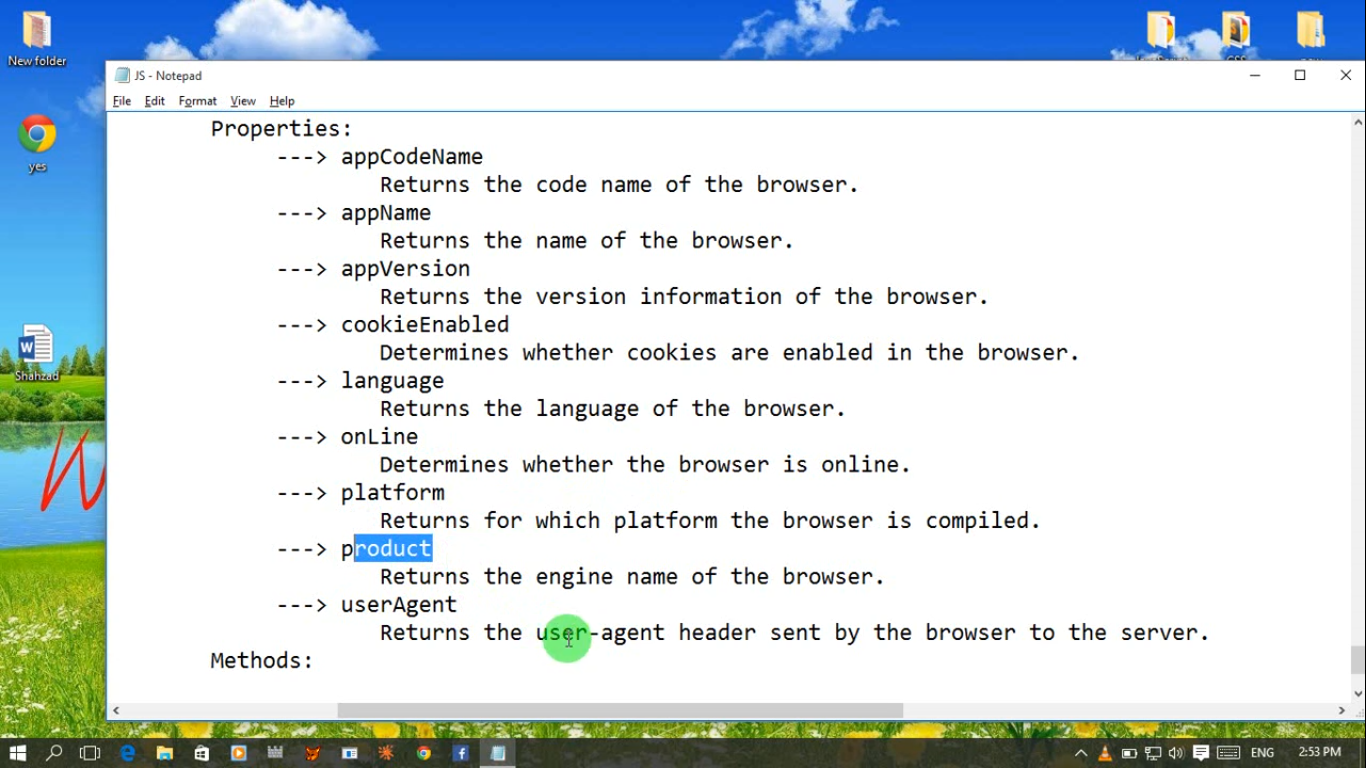 New folder
JS - Notepad
File Edit Format View Help
yes
Shahzad
Properties:
---> appCodeName
Returns the code name of the browser.
---> appName
Returns the name of the browser.
---> appVersion
Returns the version information of the browser.
---> cookieEnabled
Determines whether cookies are enabled in the browser.
---> language
Returns the language of the browser.
---> onLine
Determines whether the browser is online.
---> platform
Returns for which platform the browser is compiled.
---> product
Returns the engine name of the browser.
---> userAgent
Returns the user-agent header sent by the browser to the server.
Methods:
ENG 2:53 PM